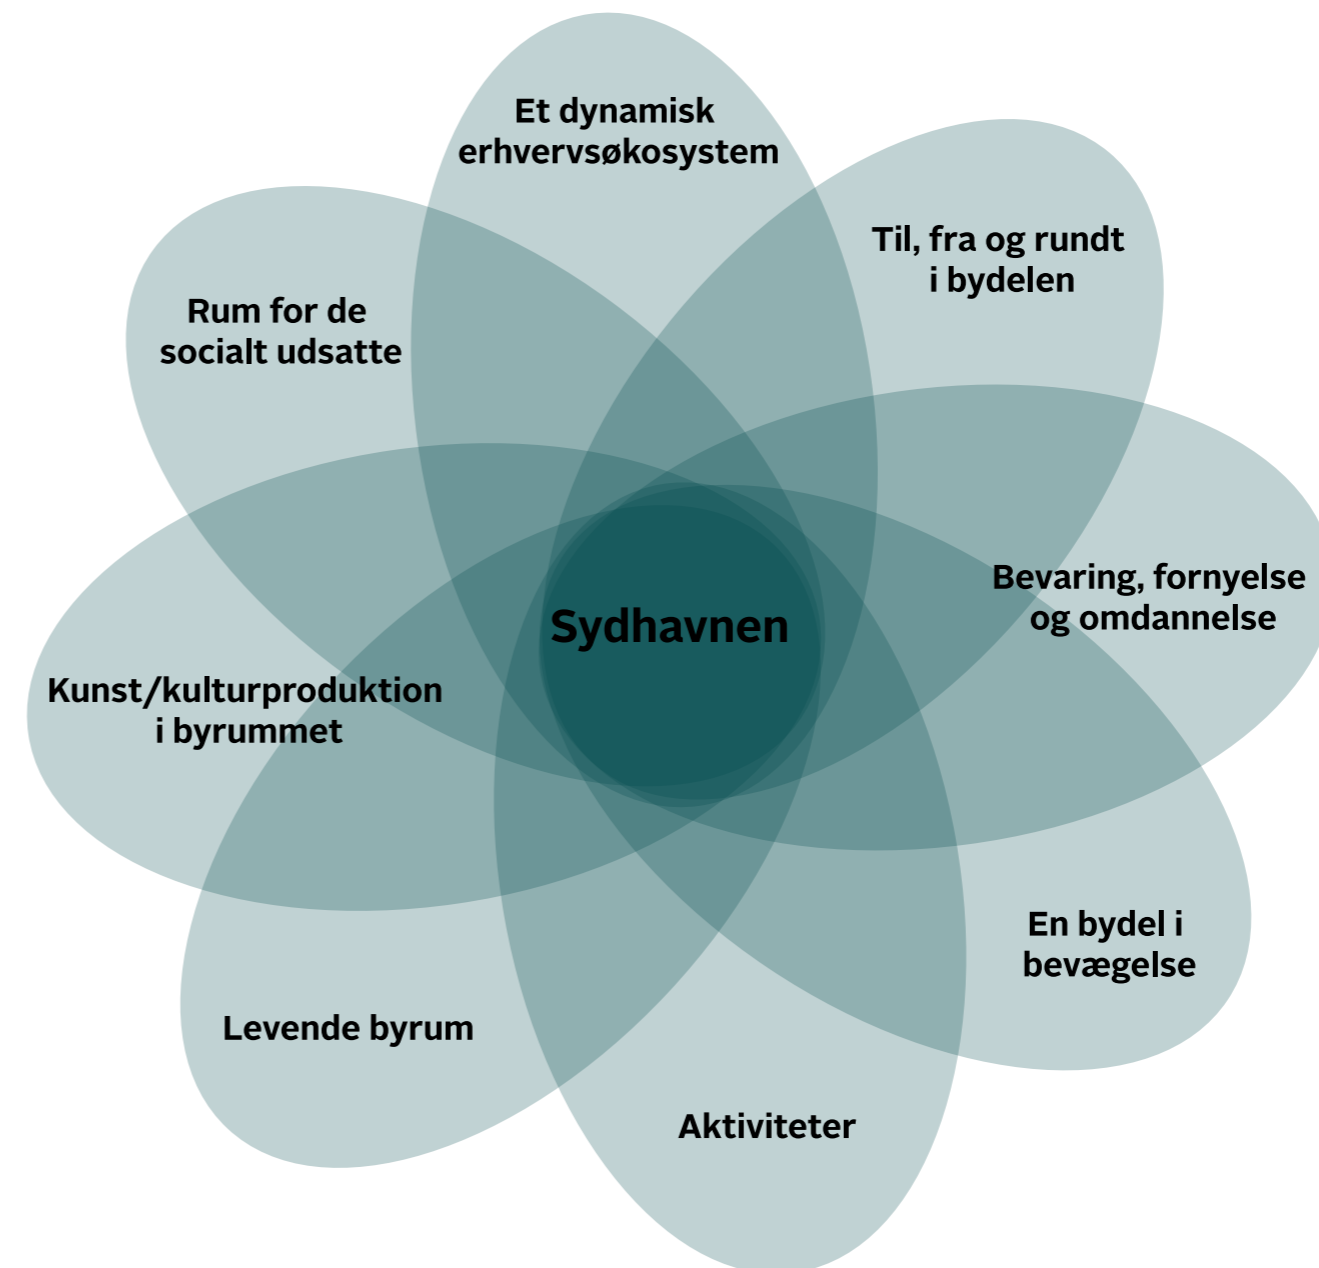 Et dynamisk
erhvervsøkosystem
Til, fra og rundt
i bydelen
Rum for de
socialt udsatte
Bevaring, fornyelse
og omdannelse
Sydhavnen
Kunst/kulturproduktion
i byrummet
En bydel i
bevægelse
Levende byrum
Aktiviteter